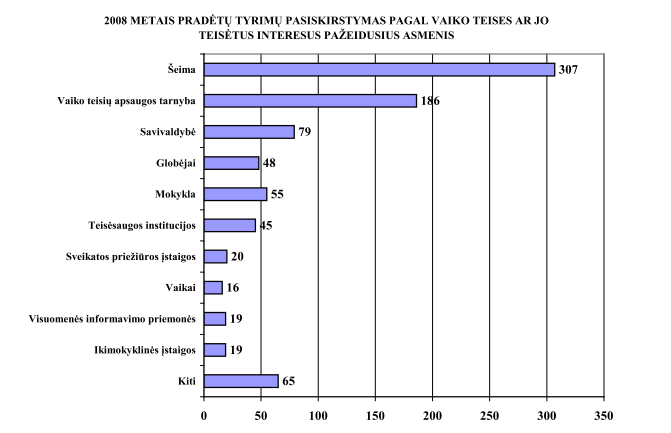 2008 METAIS PRADĖTŲ TYRIMŲ PASISKIRSTYMAS PAGAL VAIKO TEISES AR JO
TEISĖTUS INTERESUS PAŽEIDUSIUS ASMENIS
Šeima 307
Vaiko teisių apsaugos tarnyba 186
Savivaldybė 79
Globėjai 48
Mokykla 55
Teisėsaugos institucijos 45
Sveikatos priežiūros įstaigos 20
Vaikai 16
Visuomenės informavimo priemonės 19
Ikimokyklinės įstaigos 19
Kiti 65
0 50 100 150 200 250 300 350